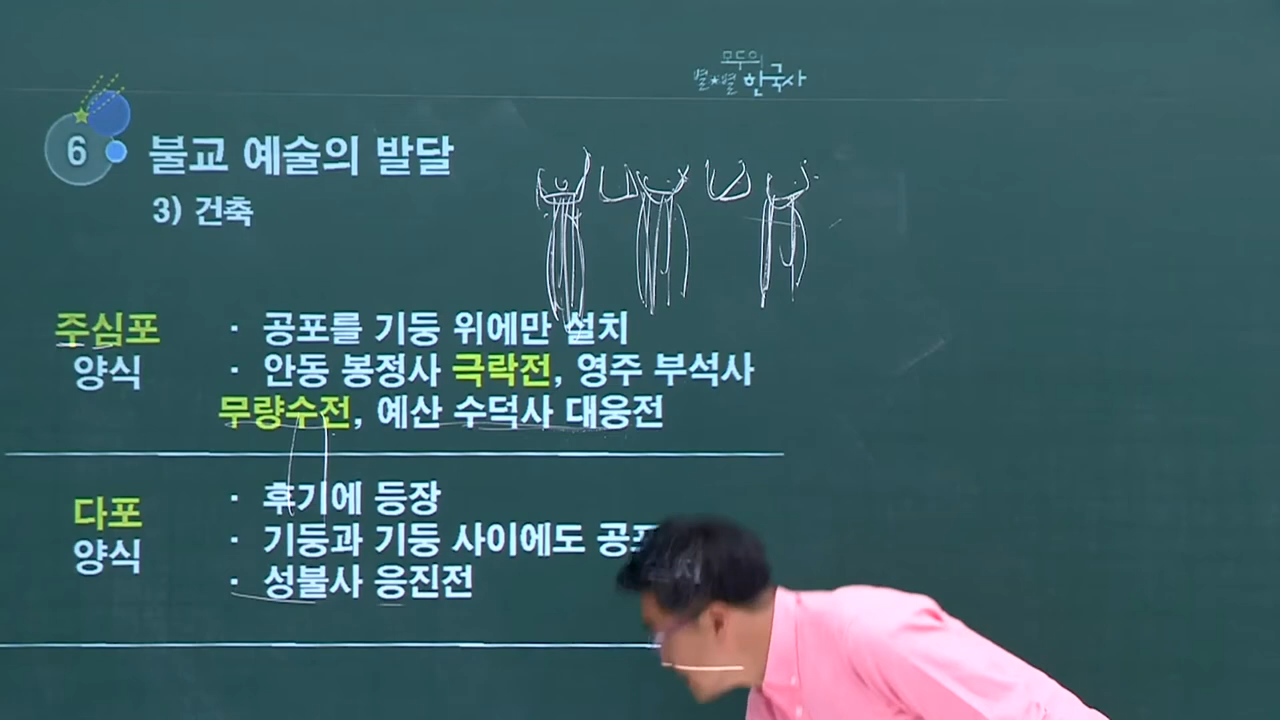 모두의
별★별 한국사
6 불교 예술의 발달
3) 건축
주심포 양식
· 공포를 기둥 위에만 설치
· 안동 봉정사 극락전, 영주 부석사
무량수전, 예산 수덕사 대웅전
다포 양식
· 후기에 등장
· 기둥과 기둥 사이에도 공포
· 성불사 응진전